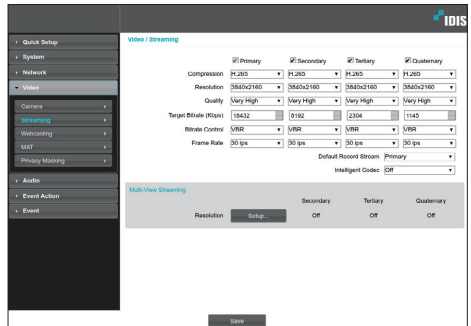 IDIS
Quick Setup
System
Network
Video
Camera
Streaming
Webcasting
MAT
Privacy Masking
Audio
Event Action
Event
Video / Streaming
Primary Secondary Tertiary Quaternary
Compression H.265 H.265 H.265 H.265
Resolution 3840x2160 3840x2160 3840x2160 3840x2160
Quality Very High Very High Very High Very High
Target Bitrate (Kbps) 18432 8192 2304 1145
Bitrate Control VBR VBR VBR VBR
Frame Rate 30 ips 30 ips 30 ips 30 ips
Default Record Stream Primary
Intelligent Codec Off
Multi-View Streaming
Secondary Tertiary Quaternary
Resolution Setup... Off Off Off
Save